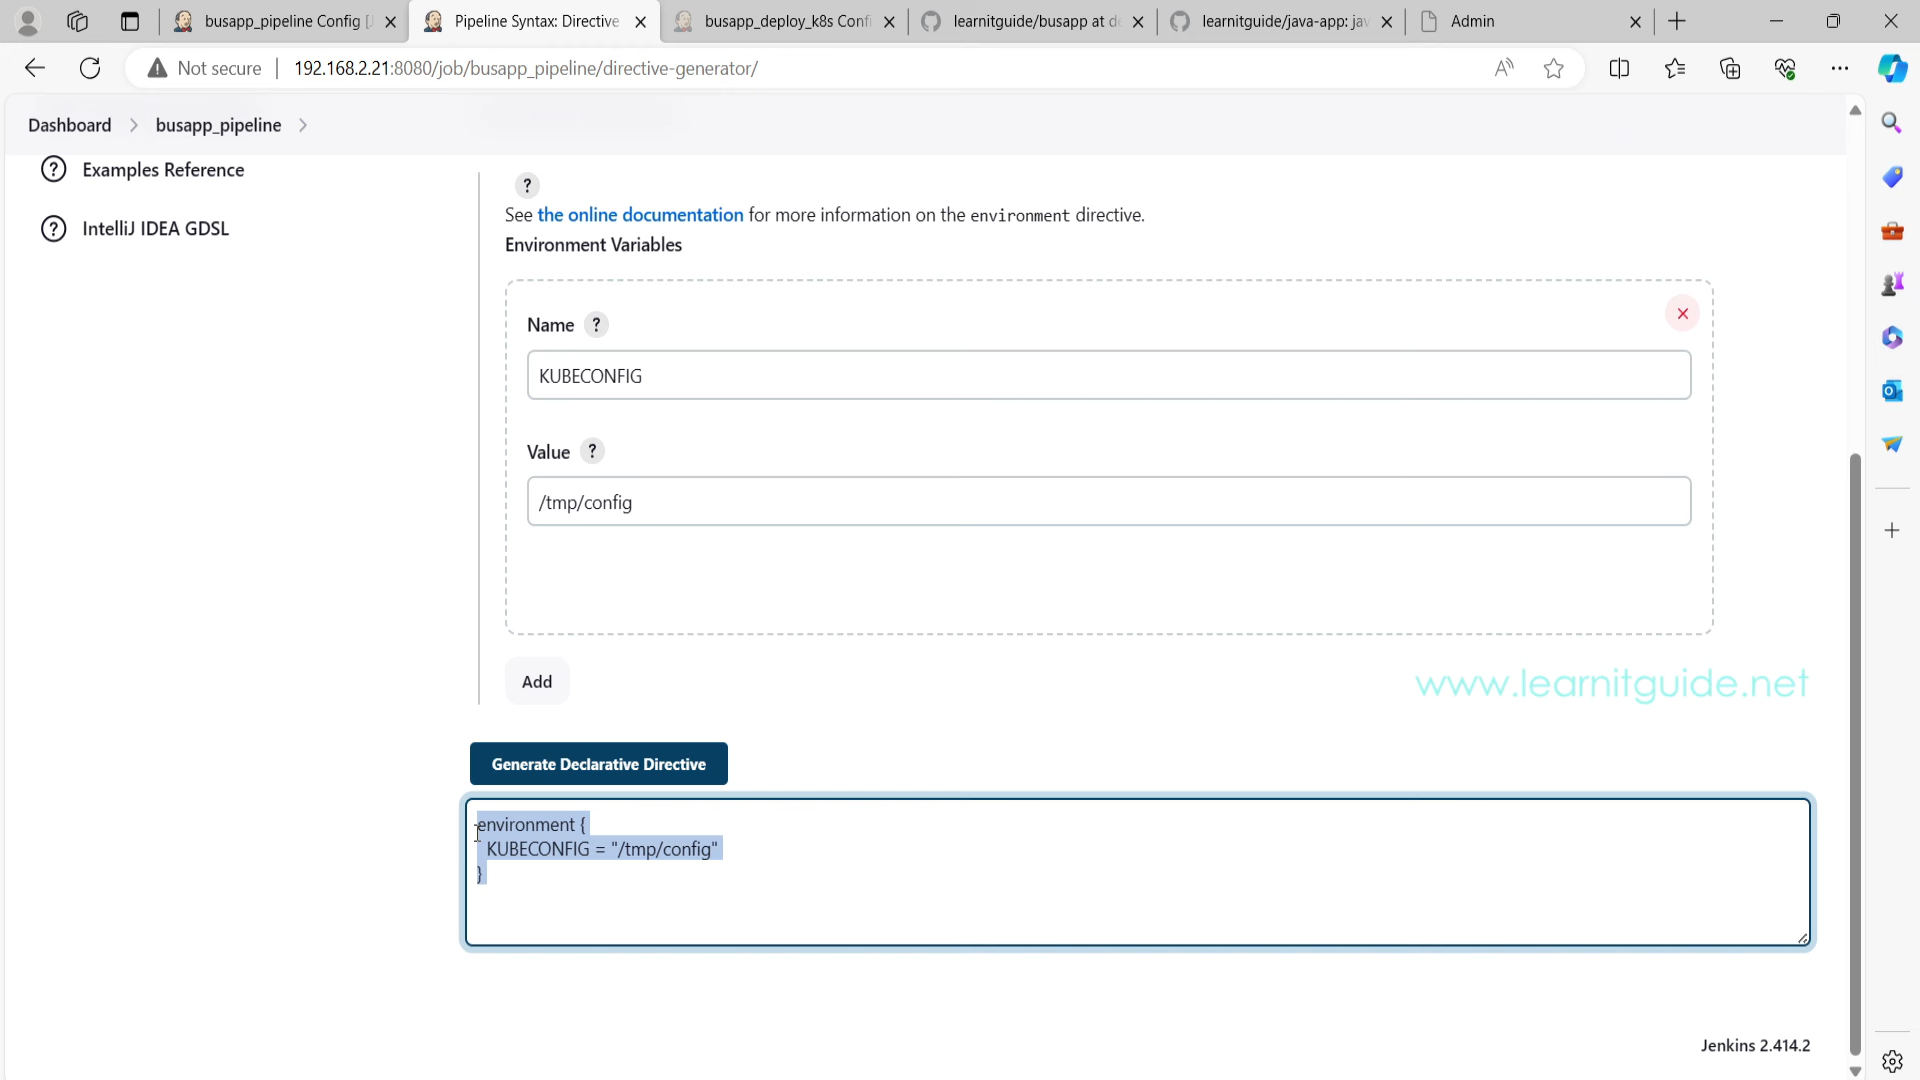 busapp_pipeline Config [J
Pipeline Syntax: Directive
busapp_deploy_k8s Confi
learnitguide/busapp at de
learnitguide/java-app: jav
Admin
Not secure
192.168.2.21:8080/job/busapp_pipeline/directive-generator/
Dashboard
busapp_pipeline
Examples Reference
IntelliJ IDEA GDSL
?
See the online documentation for more information on the environment directive.
Environment Variables
Name ?
KUBECONFIG
Value ?
/tmp/config
Add
www.learnitguide.net
Generate Declarative Directive
environment {
KUBECONFIG = "/tmp/config"
}
Jenkins 2.414.2